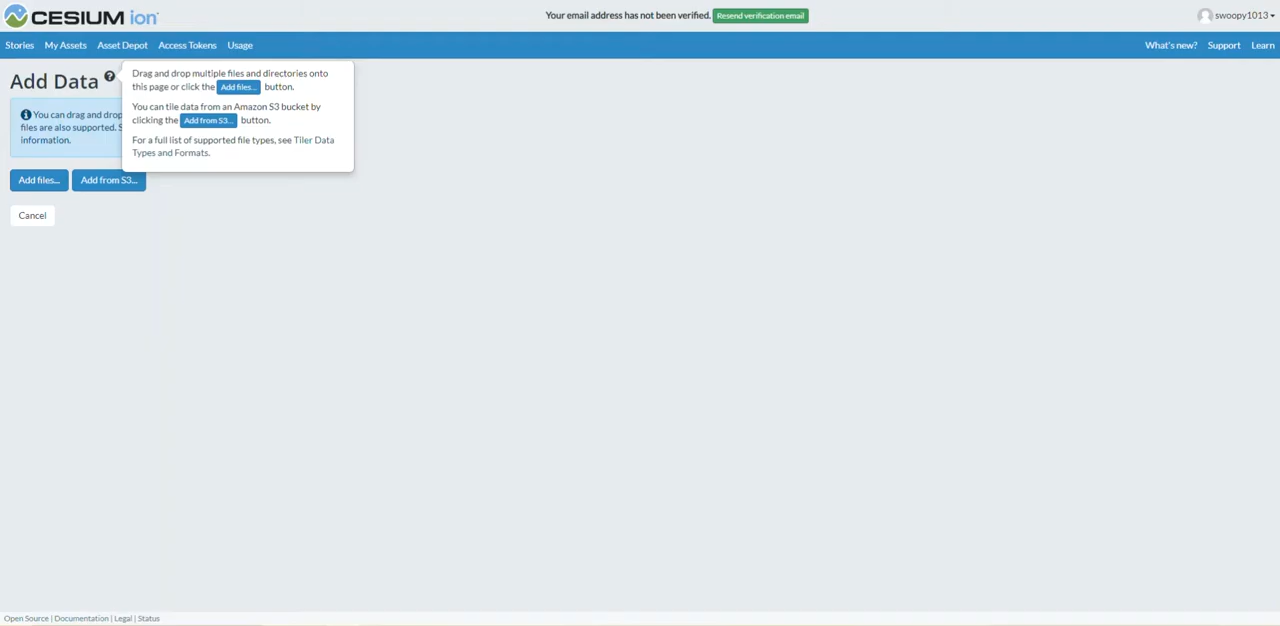 CESIUM ion
Your email address has not been verified. Resend verification email
swoopy1013
Stories My Assets Asset Depot Access Tokens Usage
What's new? Support Learn
Add Data
Drag and drop multiple files and directories onto
this page or click the Add files... button.
You can tile data from an Amazon S3 bucket by
clicking the Add from S3... button.
For a full list of supported file types, see Tiler Data
Types and Formats.
You can drag and drop
files are also supported. S
information.
Add files... Add from S3...
Cancel
Open Source | Documentation | Legal | Status